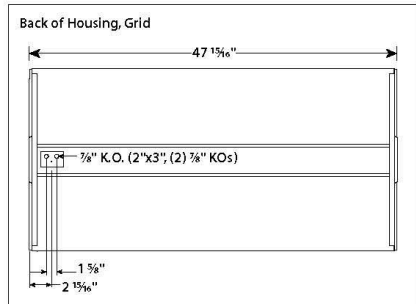 Back of Housing, Grid
47 15/16"
7/8" K.O. (2"x3", (2) 7/8" KOs)
1 5/8"
2 15/16"